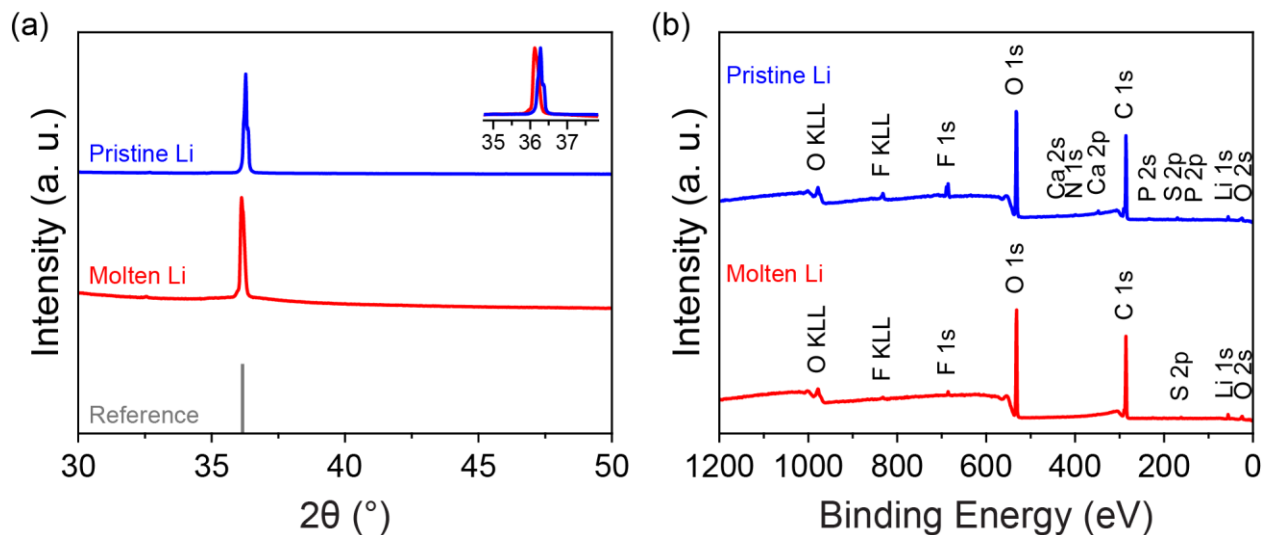 (a)
Intensity (a. u.)
Pristine Li
Molten Li
Reference
35 36 37
30 35 40 45 50
2θ (°)
(b)
Intensity (a. u.)
Pristine Li
O KLL
F KLL
F 1s
O 1s
Ca 2s
N 1s
Ca 2p
C 1s
P 2s
S 2p
P 2p
Li 1s
O 2s
Molten Li
O KLL
F KLL
F 1s
O 1s
C 1s
S 2p
Li 1s
O 2s
1200 1000 800 600 400 200 0
Binding Energy (eV)